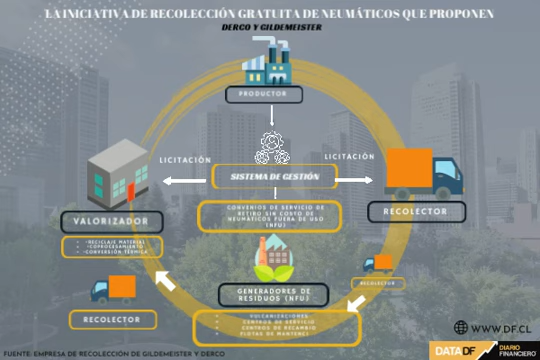 LA INICIATIVA DE RECOLECCIÓN GRATUITA DE NEUMÁTICOS QUE PROPONEN
DERCO Y GILDEMEISTER
PRODUCTOR
LICITACIÓN
LICITACIÓN
SISTEMA DE GESTIÓN
VALORIZADOR
RECOLECTOR
CONVENIOS DE SERVICIO DE
RETIRO SIN COSTO DE
NEUMÁTICOS FUERA DE USO
(NFU)
-RECICLAJE MATERIAL
-COPROCESAMIENTO
-CONVERSIÓN TÉRMICA
RECOLECTOR
GENERADORES DE
RESIDUOS (NFU)
RECOLECTOR
VULCANIZACIONES
CENTROS DE SERVICIO
CENTROS DE RECAMBIO
FLOTAS DE MANTENCI
WWW.DF.CL
FUENTE: EMPRESA DE RECOLECCIÓN DE GILDEMEISTER Y DERCO
DATA DF
DIARIO
FINANCIERO